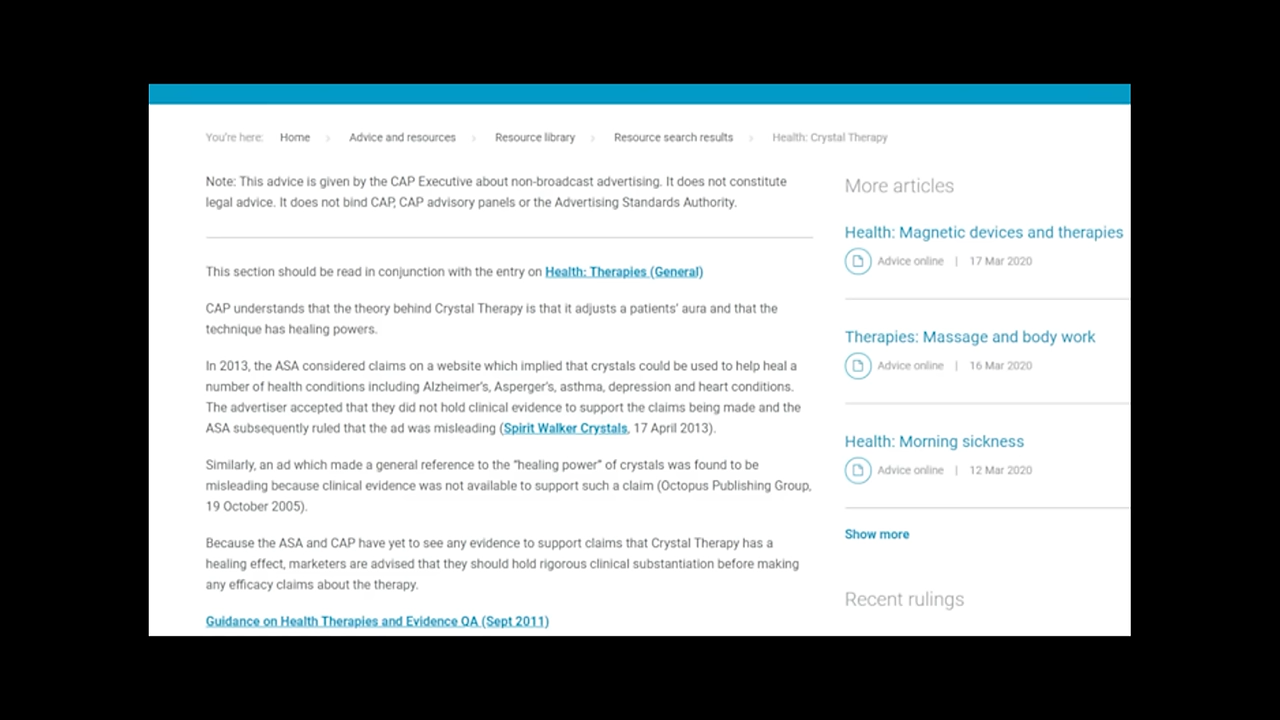 You're here: Home > Advice and resources > Resource library > Resource search results > Health: Crystal Therapy
Note: This advice is given by the CAP Executive about non-broadcast advertising. It does not constitute
legal advice. It does not bind CAP, CAP advisory panels or the Advertising Standards Authority.
This section should be read in conjunction with the entry on Health: Therapies (General)
CAP understands that the theory behind Crystal Therapy is that it adjusts a patients' aura and that the
technique has healing powers.
In 2013, the ASA considered claims on a website which implied that crystals could be used to help heal a
number of health conditions including Alzheimer's, Asperger's, asthma, depression and heart conditions.
The advertiser accepted that they did not hold clinical evidence to support the claims being made and the
ASA subsequently ruled that the ad was misleading (Spirit Walker Crystals, 17 April 2013).
Similarly, an ad which made a general reference to the "healing power" of crystals was found to be
misleading because clinical evidence was not available to support such a claim (Octopus Publishing Group,
19 October 2005).
Because the ASA and CAP have yet to see any evidence to support claims that Crystal Therapy has a
healing effect, marketers are advised that they should hold rigorous clinical substantiation before making
any efficacy claims about the therapy.
Guidance on Health Therapies and Evidence QA (Sept 2011)
More articles
Health: Magnetic devices and therapies
Advice online | 17 Mar 2020
Therapies: Massage and body work
Advice online | 16 Mar 2020
Health: Morning sickness
Advice online | 12 Mar 2020
Show more
Recent rulings